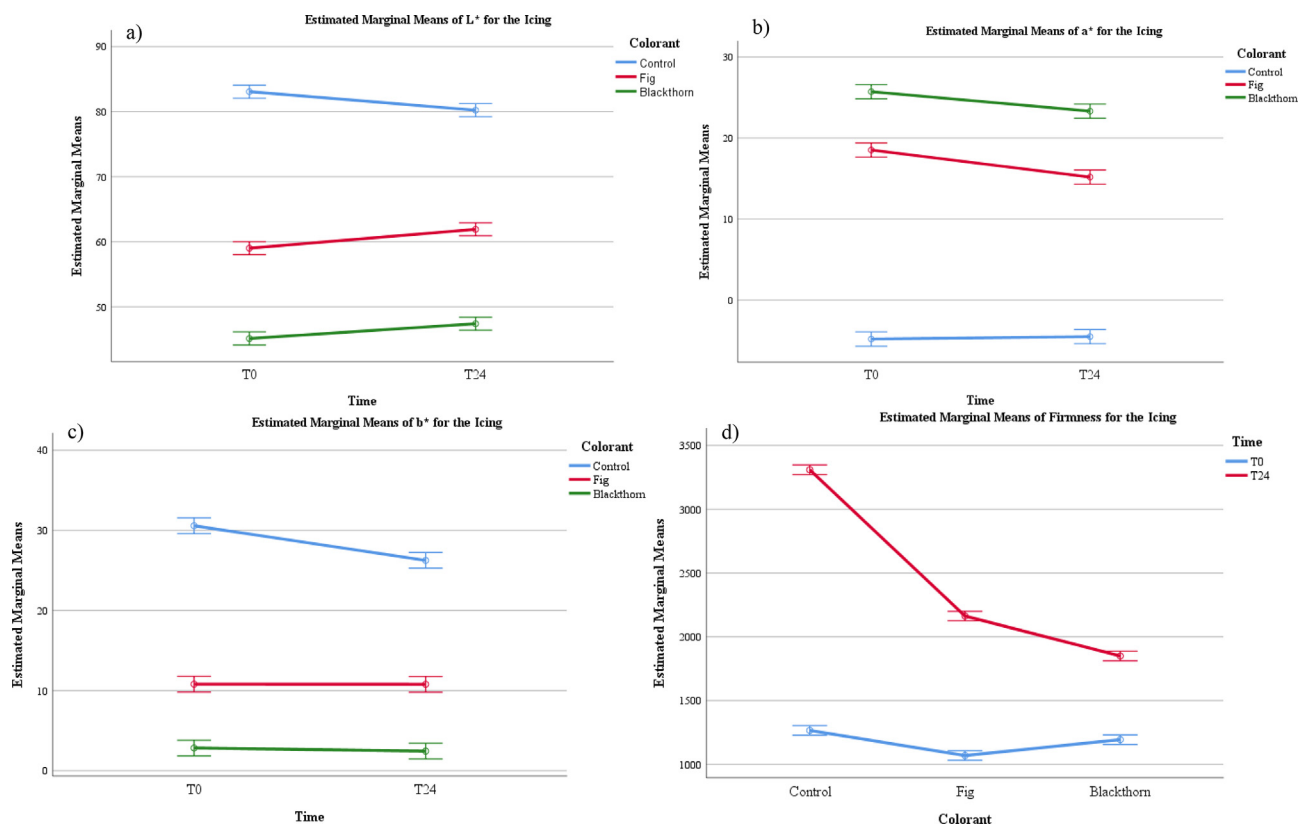 a)
Estimated Marginal Means of L* for the Icing
Colorant
Control
Fig
Blackthorn
Estimated Marginal Means
90
80
70
60
50
T0
T24
Time
b)
Estimated Marginal Means of a* for the Icing
Colorant
Control
Fig
Blackthorn
Estimated Marginal Means
30
20
10
0
T0
T24
Time
c)
Estimated Marginal Means of b* for the Icing
Colorant
Control
Fig
Blackthorn
Estimated Marginal Means
40
30
20
10
0
T0
T24
Time
d)
Estimated Marginal Means of Firmness for the Icing
Time
T0
T24
Estimated Marginal Means
3500
3000
2500
2000
1500
1000
Control
Fig
Blackthorn
Colorant